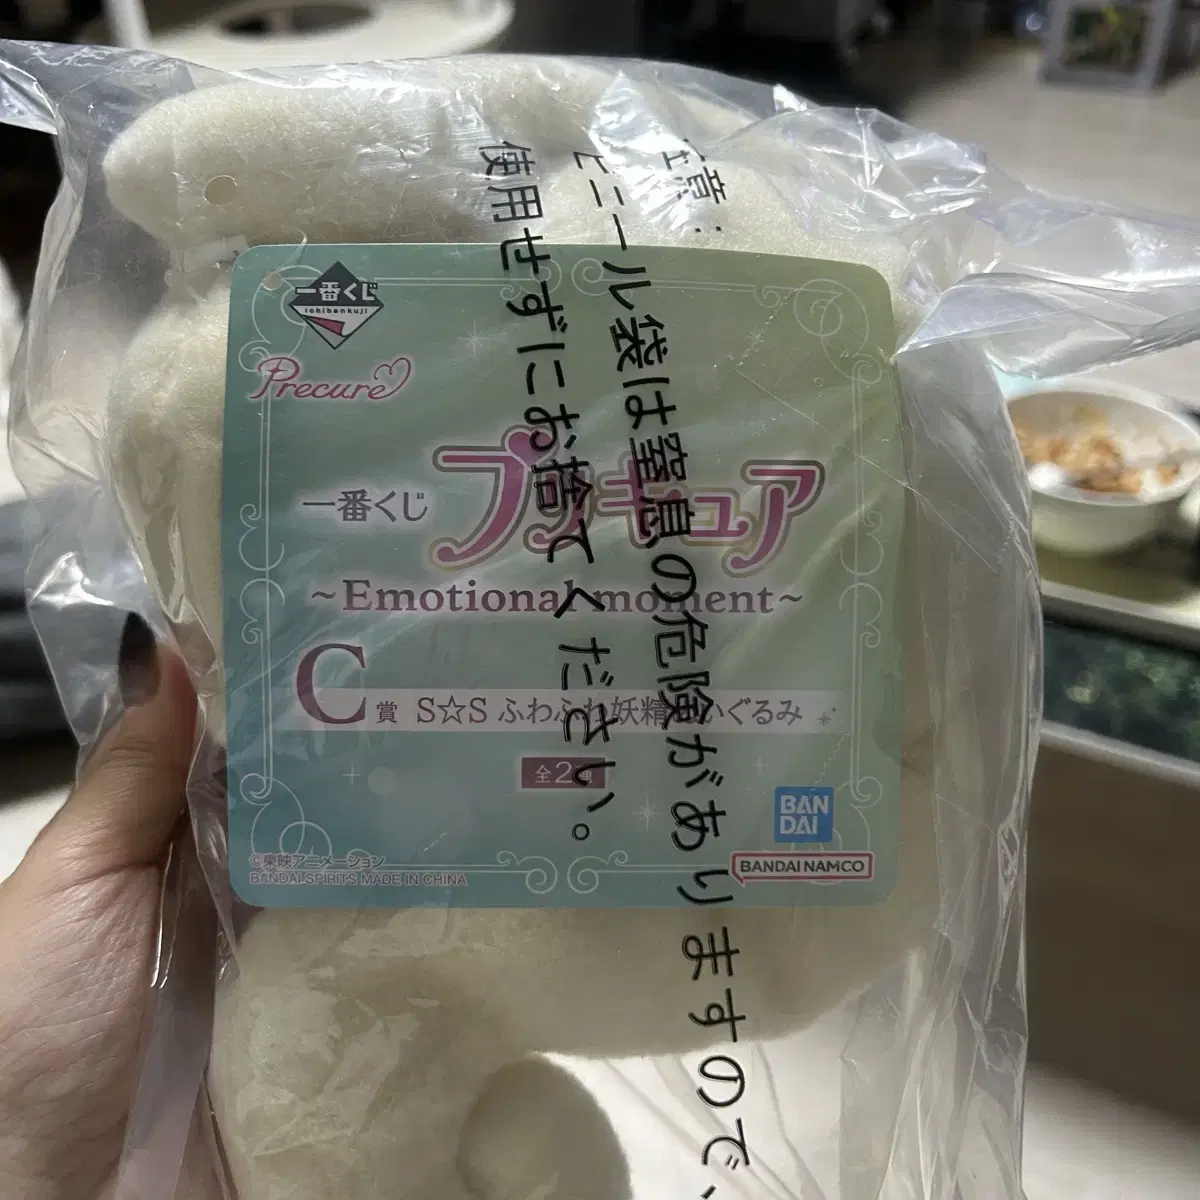 注意:
ビニール袋は窒息の危険がありますので、
使用せずにお捨てください。
一番くじ
ichibankuji
Precure
一番くじ プリキュア
~Emotional moment~
C賞 S☆S ふわふわ妖精ぬいぐるみ
全2種
BAN
DAI
BANDAI NAMCO
©東映アニメーション
BANDAI SPIRITS MADE IN CHINA